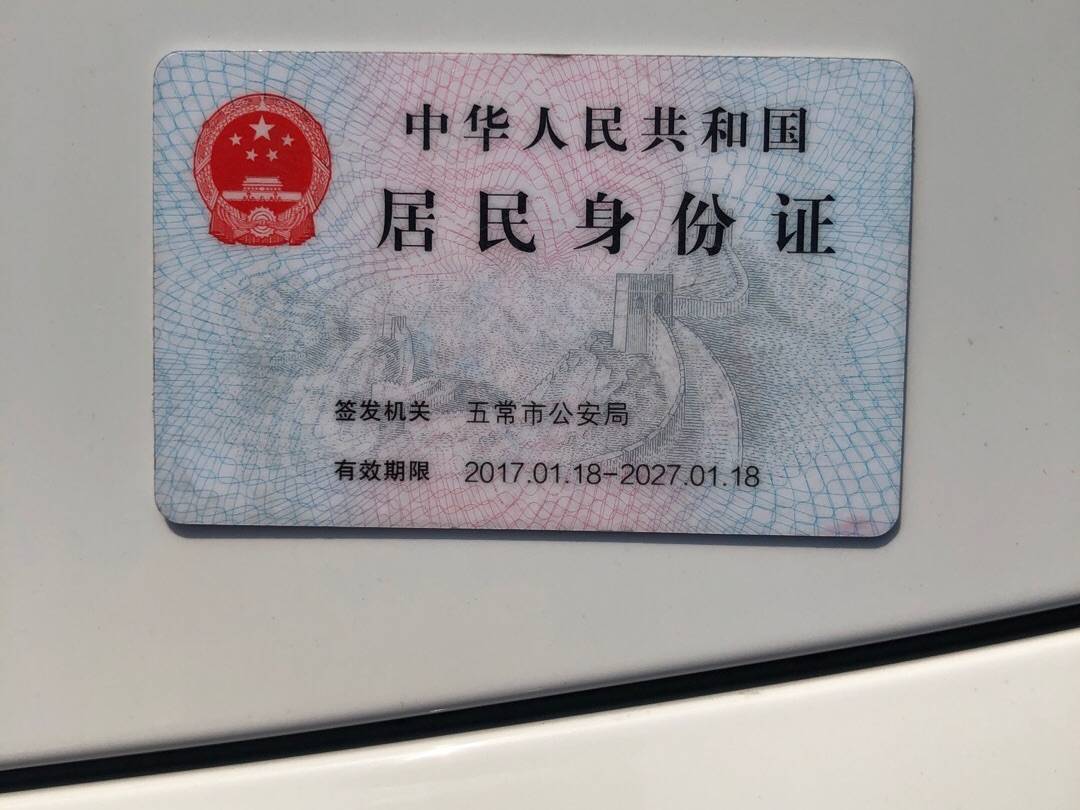 中华人民共和国
居民身份证
签发机关 五常市公安局
有效期限 2017.01.18-2027.01.18